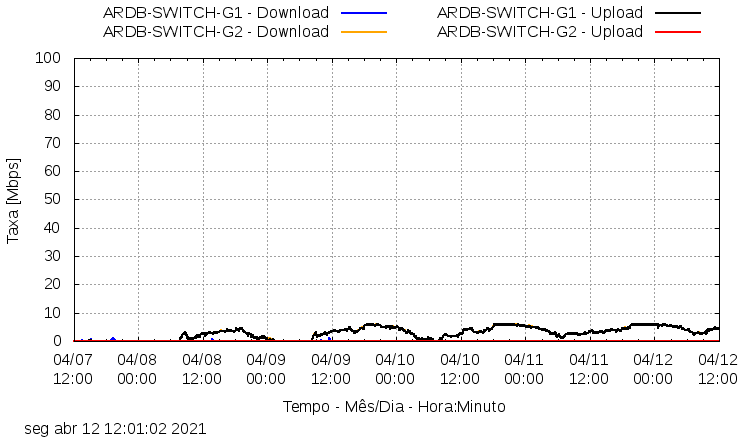 ARDB-SWITCH-G1 - Download ARDB-SWITCH-G1 - Upload
ARDB-SWITCH-G2 - Download ARDB-SWITCH-G2 - Upload
100
90
80
70
60
50
40
30
20
10
0
Taxa [Mbps]
04/07 04/08 04/08 04/09 04/09 04/10 04/10 04/11 04/11 04/12 04/12
12:00 00:00 12:00 00:00 12:00 00:00 12:00 00:00 12:00 00:00 12:00
Tempo - Mês/Dia - Hora:Minuto
seg abr 12 12:01:02 2021